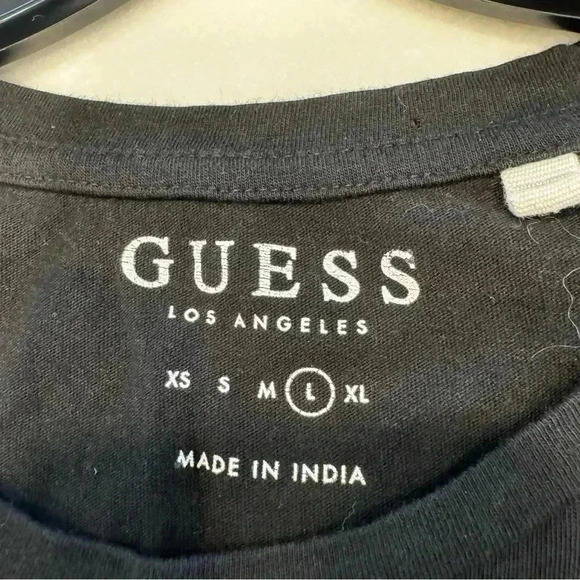 GUESS
LOS ANGELES
XS S M L XL
MADE IN INDIA